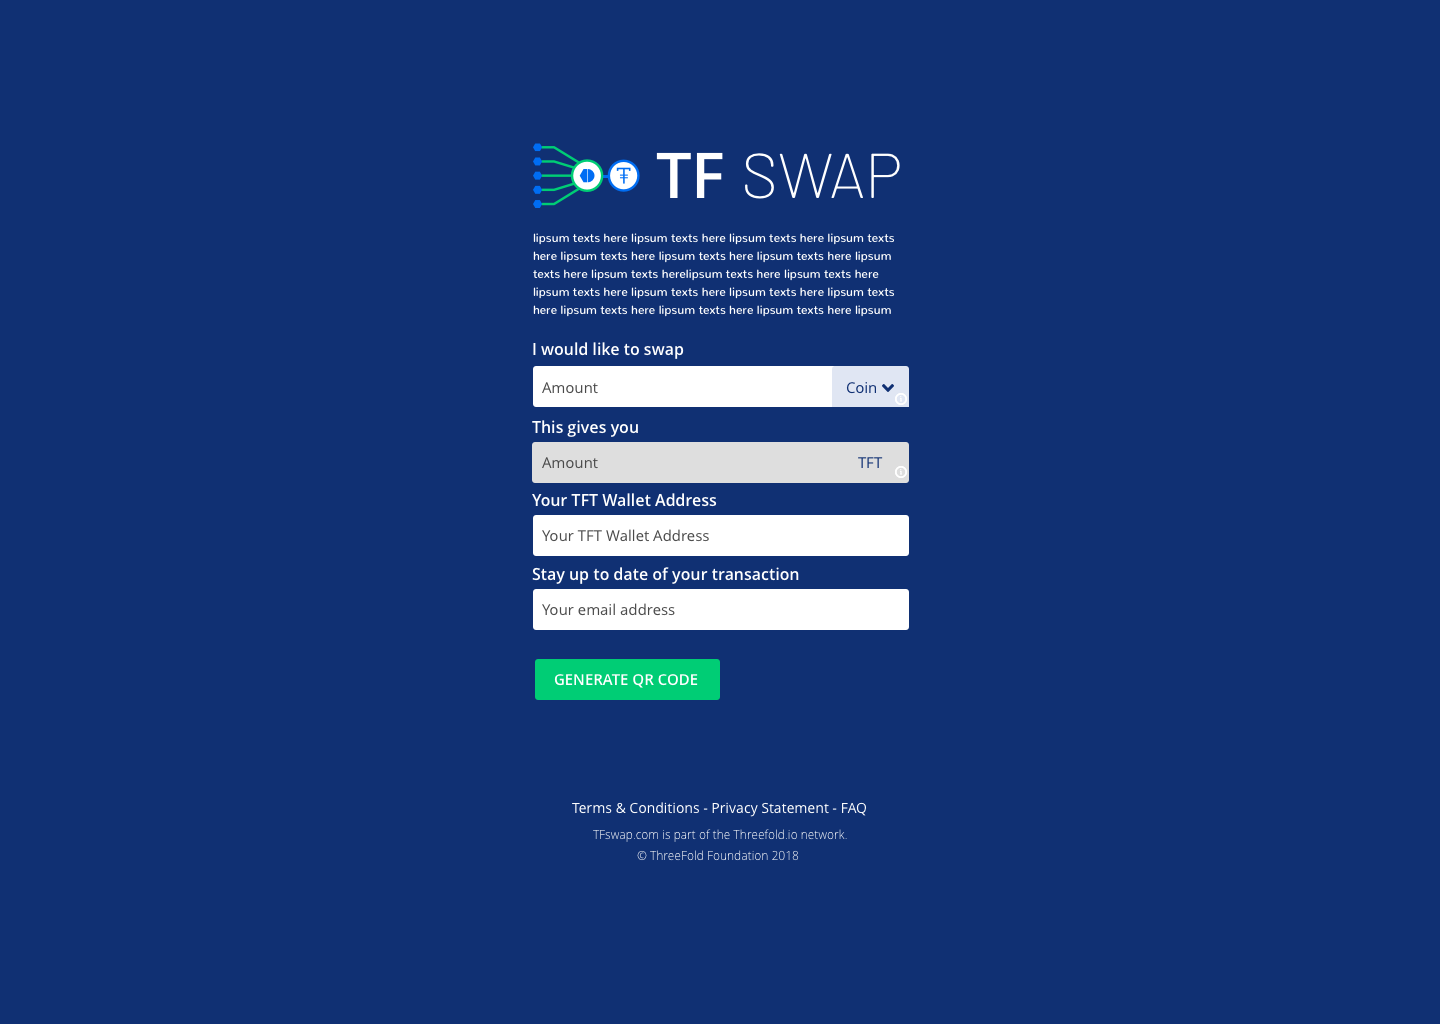 TF SWAP
lipsum texts here lipsum texts here lipsum texts here lipsum texts
here lipsum texts here lipsum texts here lipsum texts here lipsum
texts here lipsum texts herelipsum texts here lipsum texts here
lipsum texts here lipsum texts here lipsum texts here lipsum texts
here lipsum texts here lipsum texts here lipsum texts here lipsum
I would like to swap
Amount Coin
This gives you
Amount TFT
Your TFT Wallet Address
Your TFT Wallet Address
Stay up to date of your transaction
Your email address
GENERATE QR CODE
Terms & Conditions - Privacy Statement - FAQ
TFswap.com is part of the Threefold.io network.
© ThreeFold Foundation 2018